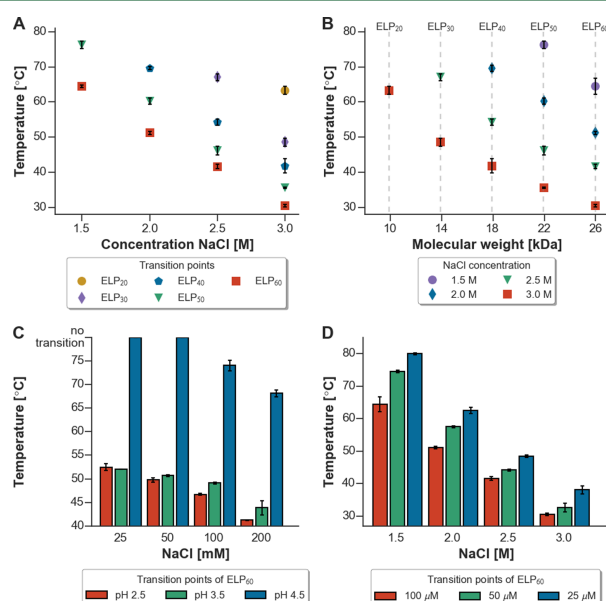 A
80
70
60
50
40
30
Temperature [°C]
1.5
2.0
2.5
3.0
Concentration NaCl [M]
Transition points
ELP20 ELP40 ELP60
ELP30 ELP50
B
ELP20 ELP30 ELP40 ELP50 ELP60
80
70
60
50
40
30
Temperature [°C]
10 14 18 22 26
Molecular weight [kDa]
NaCl concentration
1.5 M 2.5 M
2.0 M 3.0 M
C
no
transition
75
70
65
60
55
50
45
40
Temperature [°C]
25 50 100 200
NaCl [mM]
Transition points of ELP60
pH 2.5 pH 3.5 pH 4.5
D
80
70
60
50
40
30
Temperature [°C]
1.5 2.0 2.5 3.0
NaCl [M]
Transition points of ELP60
100 μM 50 μM 25 μM